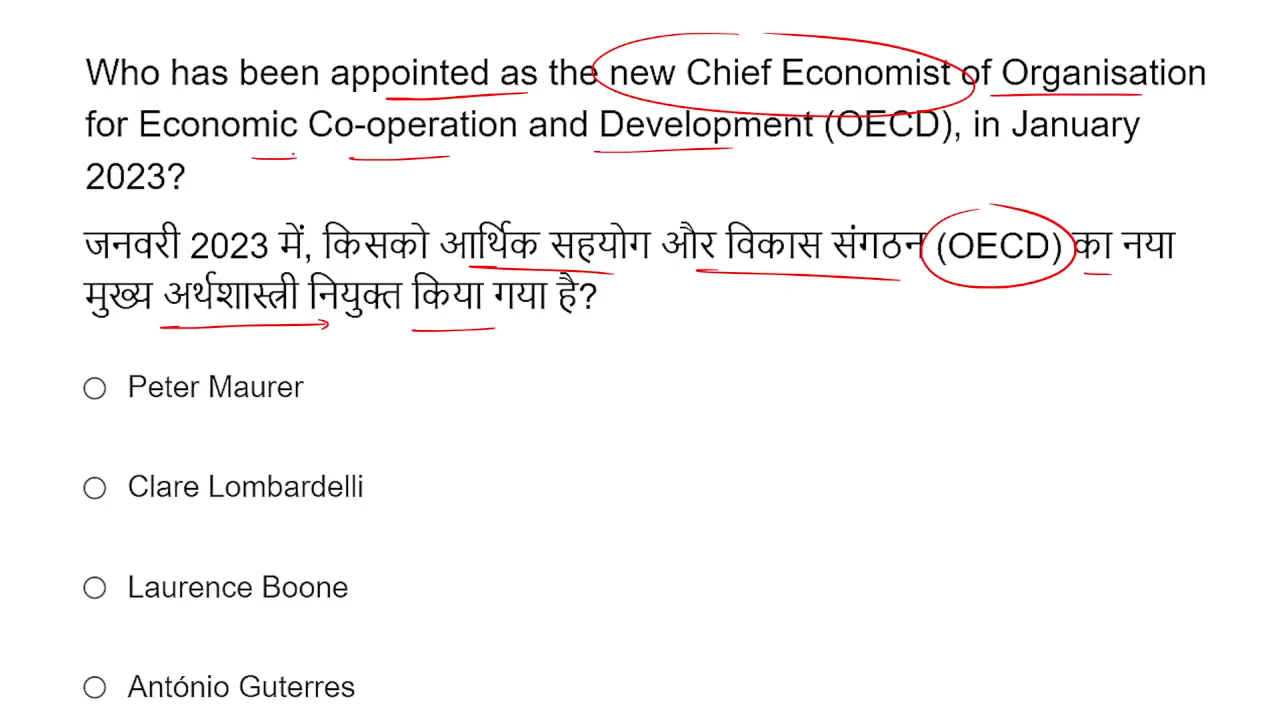 Who has been appointed as the new Chief Economist of Organisation
for Economic Co-operation and Development (OECD), in January
2023?
जनवरी 2023 में, किसको आर्थिक सहयोग और विकास संगठन (OECD) का नया
मुख्य अर्थशास्त्री नियुक्त किया गया है?
Peter Maurer
Clare Lombardelli
Laurence Boone
António Guterres